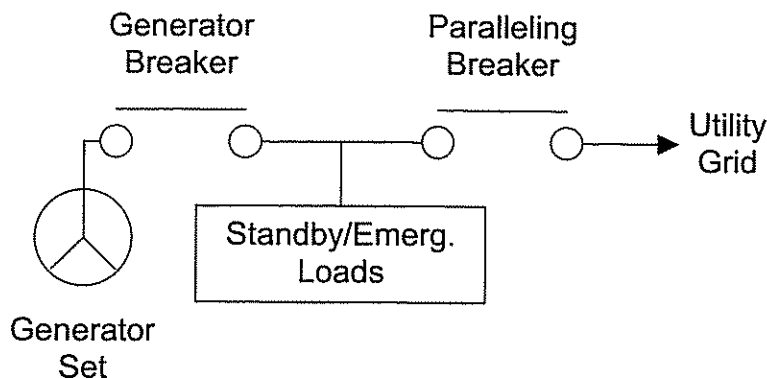 Generator
Breaker
Paralleling
Breaker
Utility
Grid
Standby/Emerg.
Loads
Generator
Set